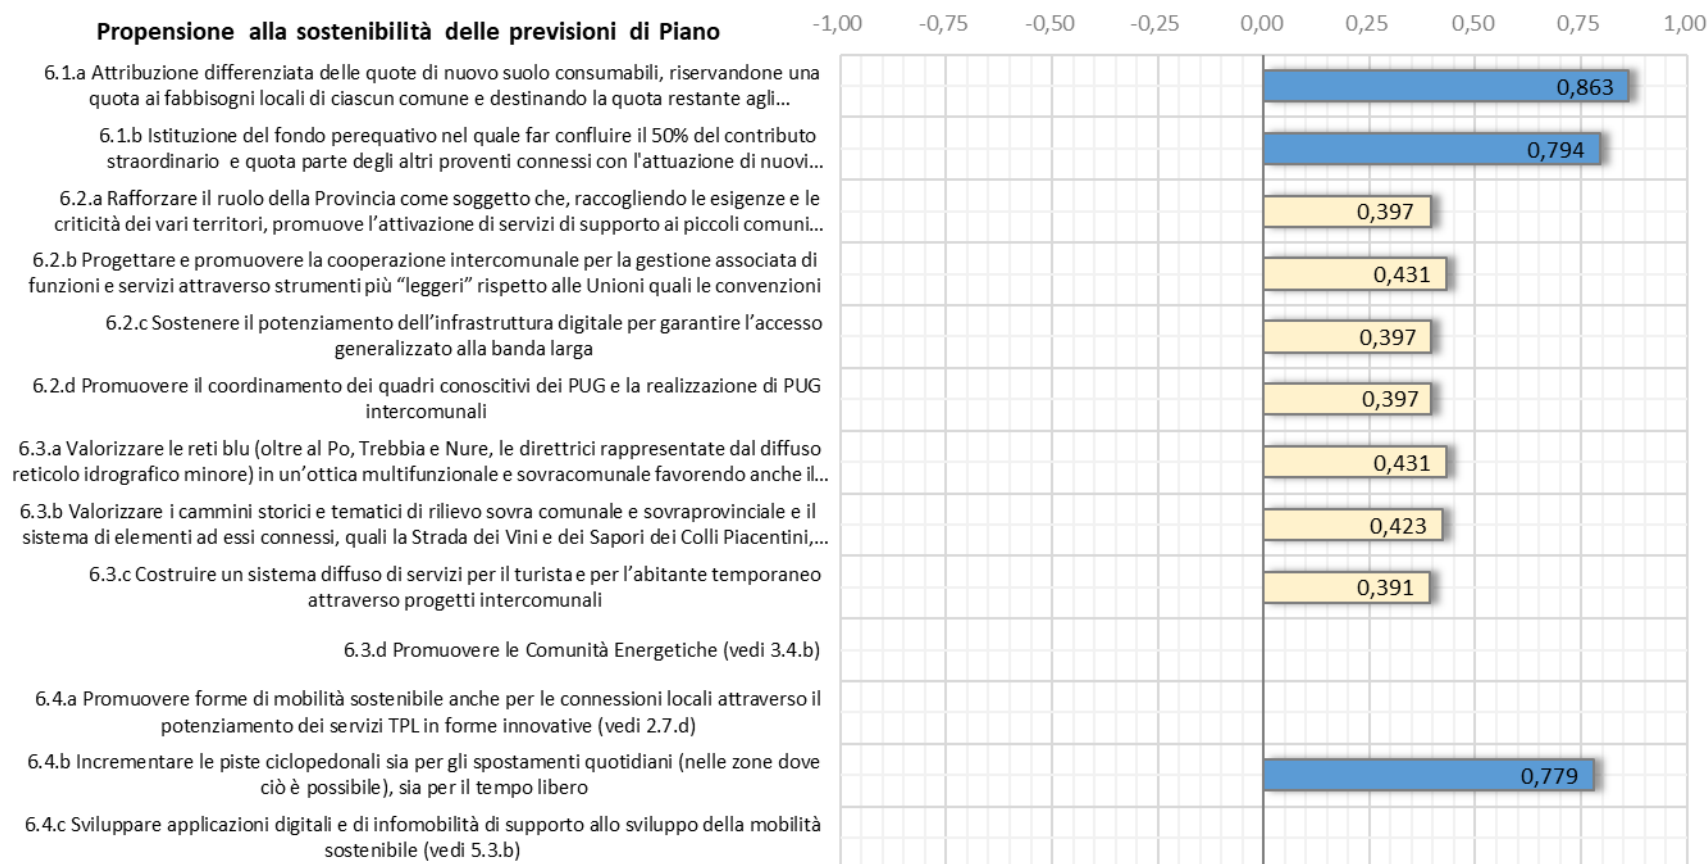 Propensione alla sostenibilità delle previsioni di Piano
-1,00 -0,75 -0,50 -0,25 0,00 0,25 0,50 0,75 1,00
6.1.a Attribuzione differenziata delle quote di nuovo suolo consumabili, riservandone una
quota ai fabbisogni locali di ciascun comune e destinando la quota restante agli...
0,863
6.1.b Istituzione del fondo perequativo nel quale far confluire il 50% del contributo
straordinario e quota parte degli altri proventi connessi con l'attuazione di nuovi...
0,794
6.2.a Rafforzare il ruolo della Provincia come soggetto che, raccogliendo le esigenze e le
criticità dei vari territori, promuove l’attivazione di servizi di supporto ai piccoli comuni...
0,397
6.2.b Progettare e promuovere la cooperazione intercomunale per la gestione associata di
funzioni e servizi attraverso strumenti più “leggeri” rispetto alle Unioni quali le convenzioni
0,431
6.2.c Sostenere il potenziamento dell’infrastruttura digitale per garantire l’accesso
generalizzato alla banda larga
0,397
6.2.d Promuovere il coordinamento dei quadri conoscitivi dei PUG e la realizzazione di PUG
intercomunali
0,397
6.3.a Valorizzare le reti blu (oltre al Po, Trebbia e Nure, le direttrici rappresentate dal diffuso
reticolo idrografico minore) in un’ottica multifunzionale e sovracomunale favorendo anche il...
0,431
6.3.b Valorizzare i cammini storici e tematici di rilievo sovra comunale e sovraprovinciale e il
sistema di elementi ad essi connessi, quali la Strada dei Vini e dei Sapori dei Colli Piacentini,...
0,423
6.3.c Costruire un sistema diffuso di servizi per il turista e per l’abitante temporaneo
attraverso progetti intercomunali
0,391
6.3.d Promuovere le Comunità Energetiche (vedi 3.4.b)
6.4.a Promuovere forme di mobilità sostenibile anche per le connessioni locali attraverso il
potenziamento dei servizi TPL in forme innovative (vedi 2.7.d)
6.4.b Incrementare le piste ciclopedonali sia per gli spostamenti quotidiani (nelle zone dove
ciò è possibile), sia per il tempo libero
0,779
6.4.c Sviluppare applicazioni digitali e di infomobilità di supporto allo sviluppo della mobilità
sostenibile (vedi 5.3.b)